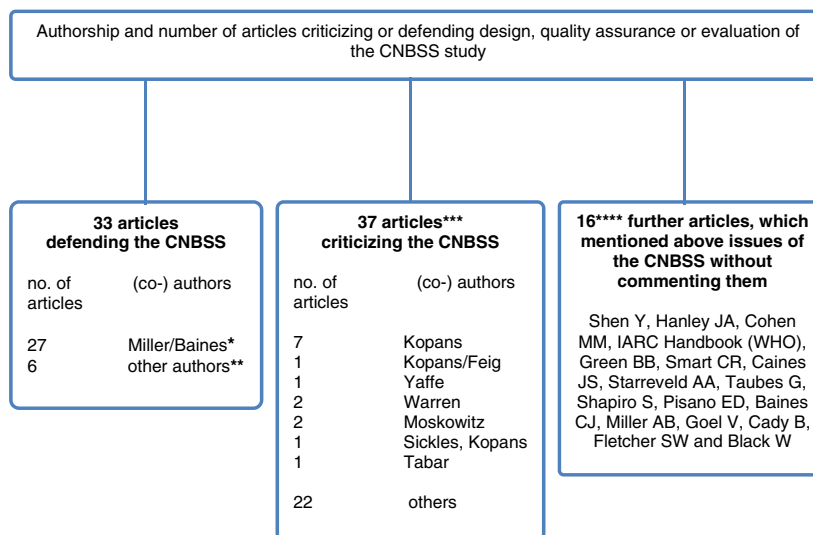 Authorship and number of articles criticizing or defending design, quality assurance or evaluation of
the CNBSS study
33 articles
defending the CNBSS
no. of (co-) authors
articles
27 Miller/Baines*
6 other authors**
37 articles***
criticizing the CNBSS
no. of (co-) authors
articles
7 Kopans
1 Kopans/Feig
1 Yaffe
2 Warren
2 Moskowitz
1 Sickles, Kopans
1 Tabar
22 others
16**** further articles, which
mentioned above issues of
the CNBSS without
commenting them
Shen Y, Hanley JA, Cohen
MM, IARC Handbook (WHO),
Green BB, Smart CR, Caines
JS, Starreveld AA, Taubes G,
Shapiro S, Pisano ED, Baines
CJ, Miller AB, Goel V, Cady B,
Fletcher SW and Black W